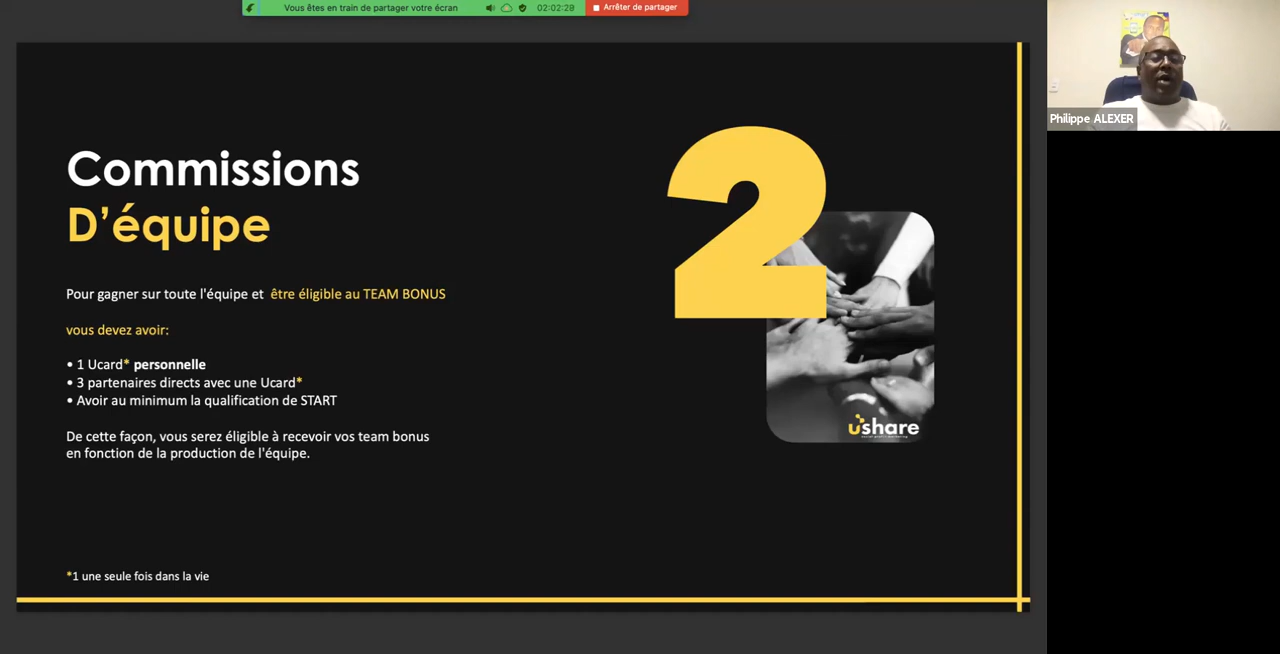 Vous êtes en train de partager votre écran
02:02:20
Arrêter de partager
Philippe ALEXER
Commissions
D'équipe
2
Pour gagner sur toute l'équipe et être éligible au TEAM BONUS
vous devez avoir:
• 1 Ucard* personnelle
• 3 partenaires directs avec une Ucard*
• Avoir au minimum la qualification de START
De cette façon, vous serez éligible à recevoir vos team bonus
en fonction de la production de l'équipe.
ushare
*1 une seule fois dans la vie